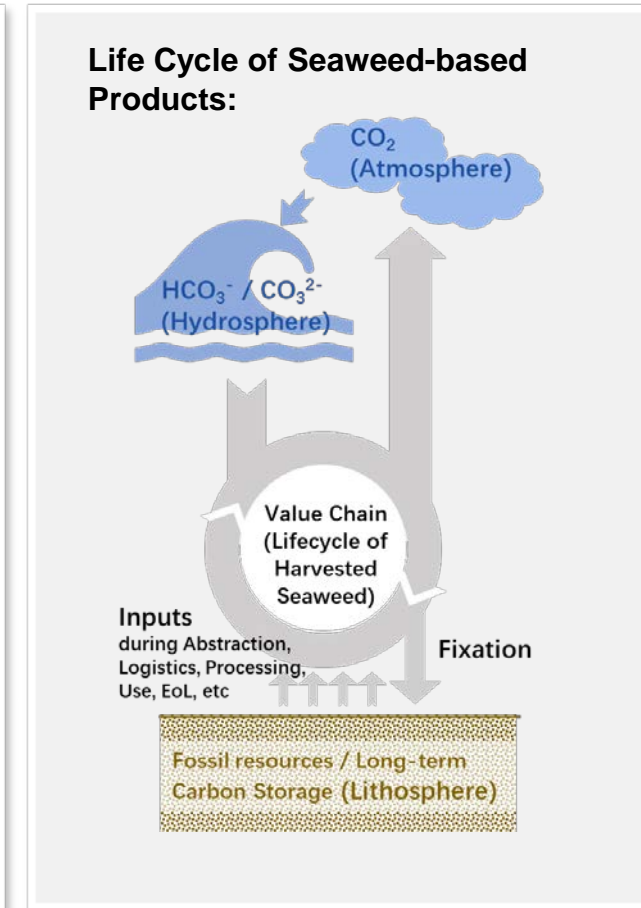 Life Cycle of Seaweed-based
Products:
CO₂
(Atmosphere)
HCO₃⁻ / CO₃²⁻
(Hydrosphere)
Value Chain
(Lifecycle of
Harvested
Seaweed)
Inputs
during Abstraction,
Logistics, Processing,
Use, EoL, etc
Fixation
Fossil resources / Long-term
Carbon Storage (Lithosphere)